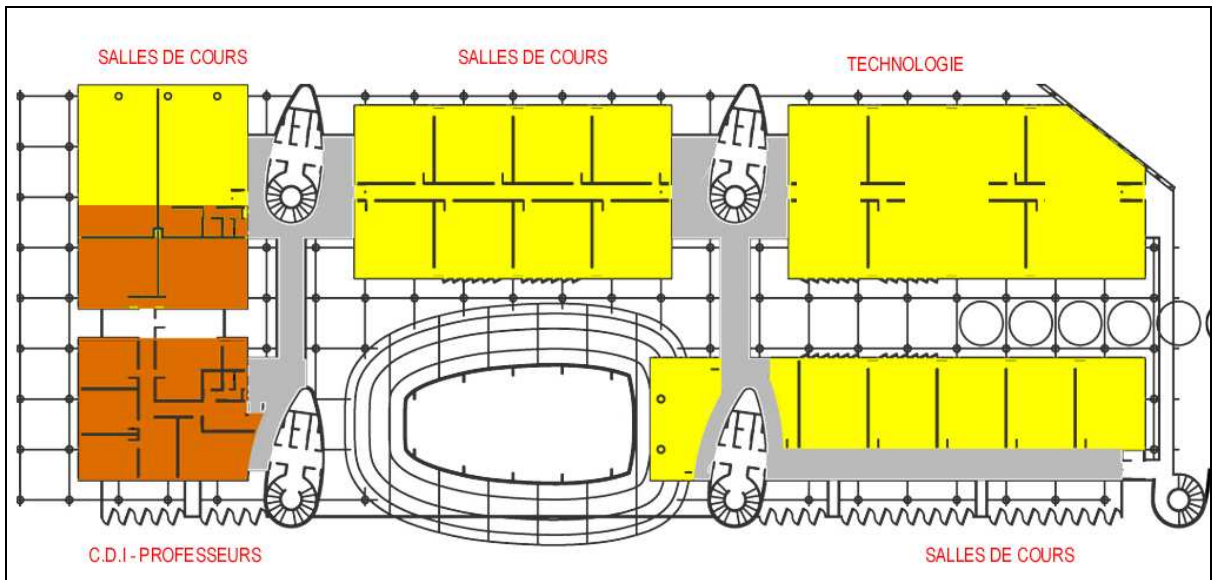 SALLES DE COURS
SALLES DE COURS
TECHNOLOGIE
C.D.I - PROFESSEURS
SALLES DE COURS